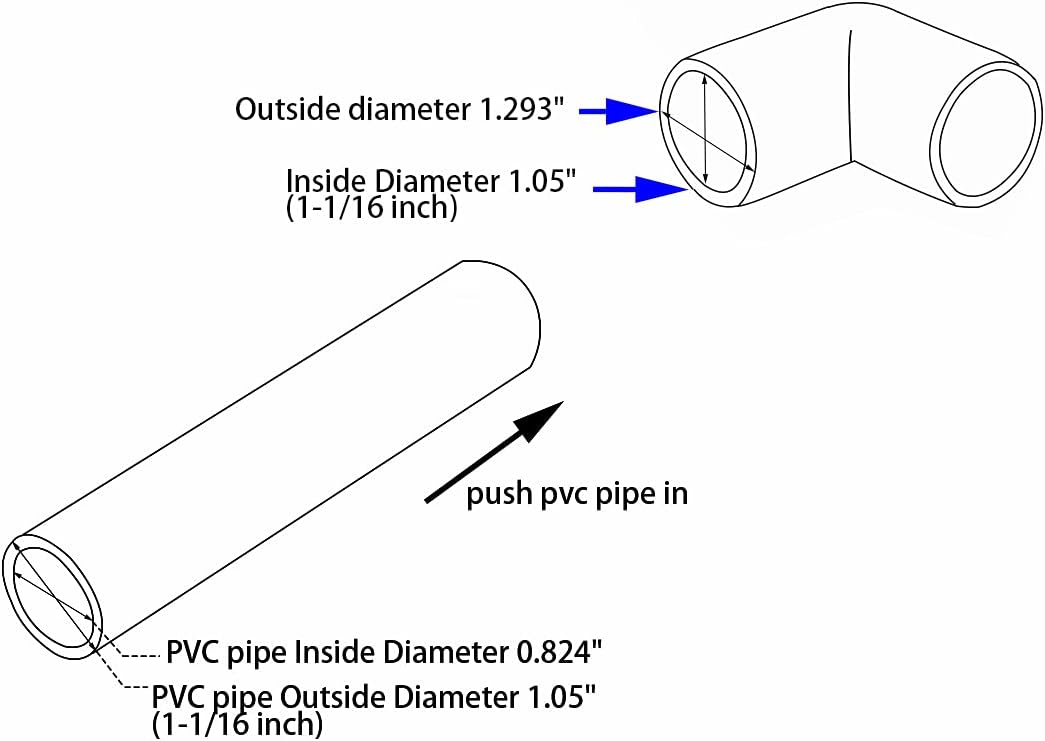 Outside diameter 1.293"
Inside Diameter 1.05"
(1-1/16 inch)
push pvc pipe in
PVC pipe Inside Diameter 0.824"
PVC pipe Outside Diameter 1.05"
(1-1/16 inch)